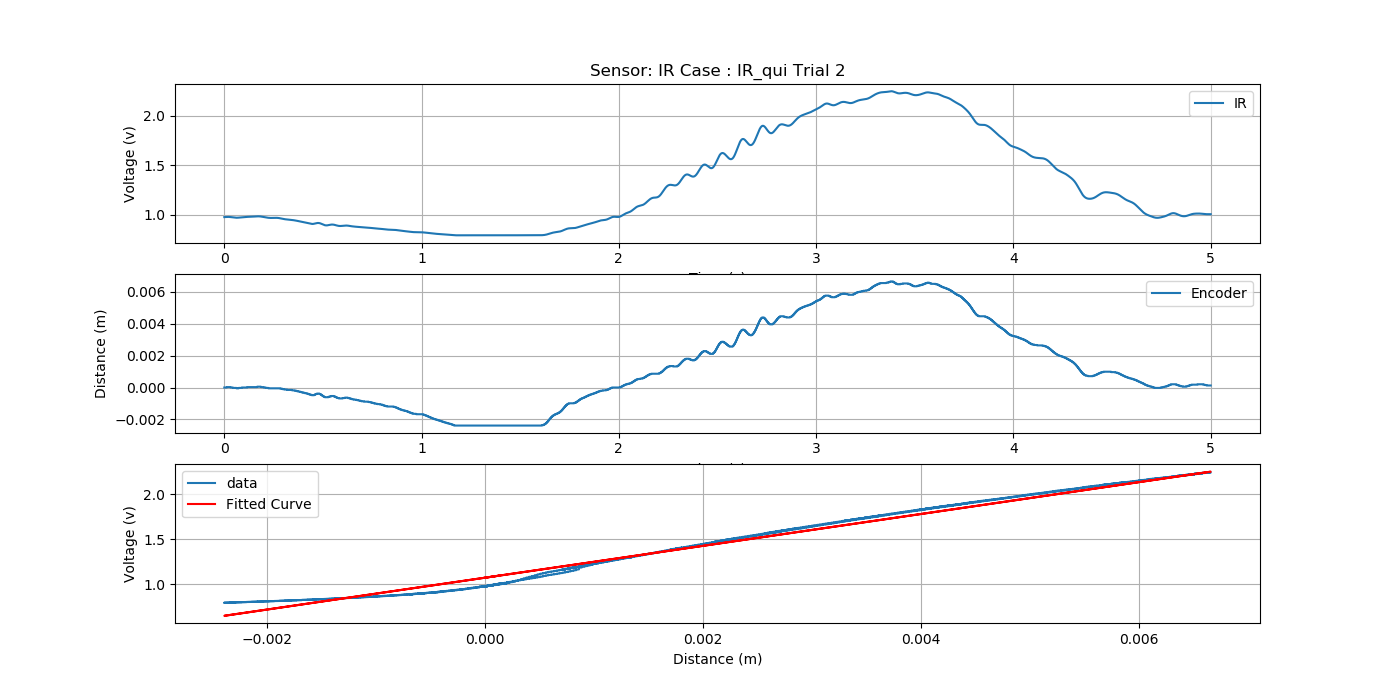 Sensor: IR Case : IR_qui Trial 2
Voltage (v)
2.0
1.5
1.0
IR
0 1 2 3 4 5
Distance (m)
0.006
0.004
0.002
0.000
−0.002
Encoder
0 1 2 3 4 5
Voltage (v)
2.0
1.5
1.0
data
Fitted Curve
−0.002 0.000 0.002 0.004 0.006
Distance (m)